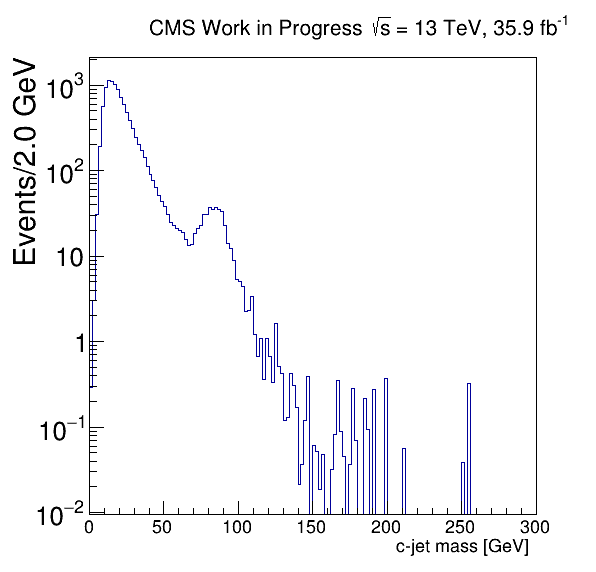 CMS Work in Progress √s = 13 TeV, 35.9 fb⁻¹
Events/2.0 GeV
10³
10²
10
1
10⁻¹
10⁻²
0 50 100 150 200 250 300
c-jet mass [GeV]